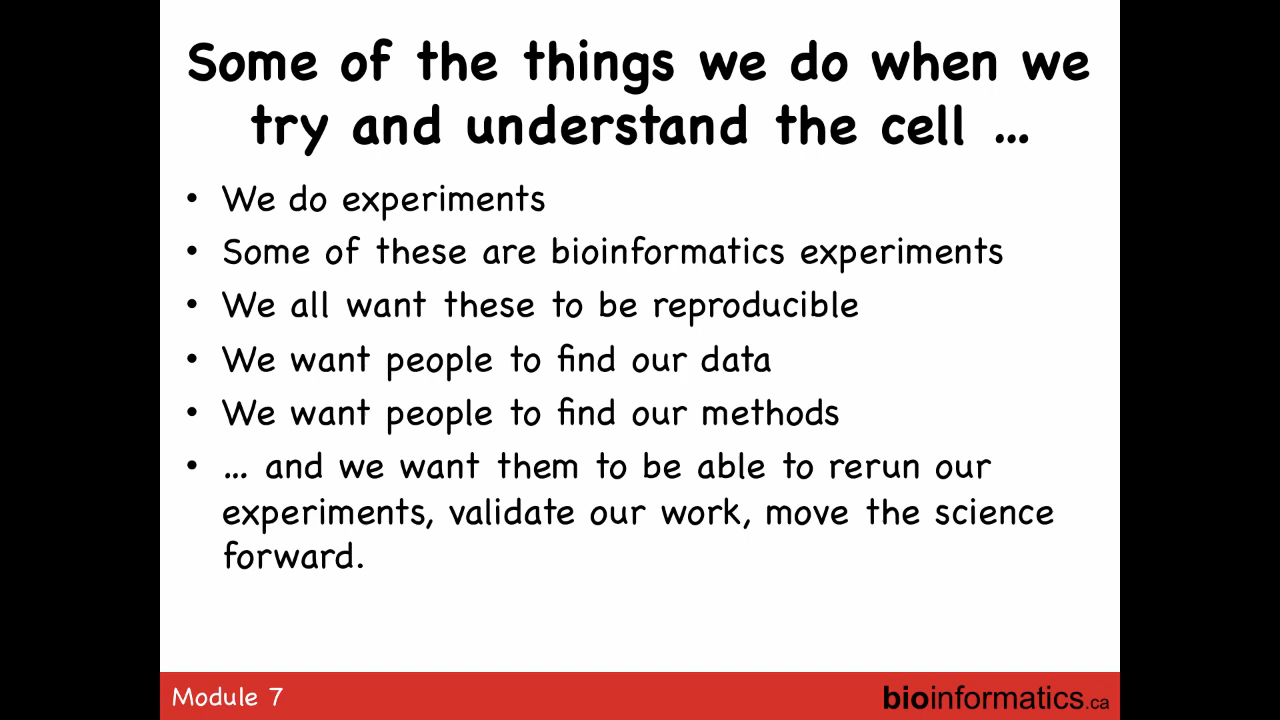 Some of the things we do when we
try and understand the cell …
• We do experiments
• Some of these are bioinformatics experiments
• We all want these to be reproducible
• We want people to find our data
• We want people to find our methods
• … and we want them to be able to rerun our
experiments, validate our work, move the science
forward.
Module 7
bioinformatics.ca